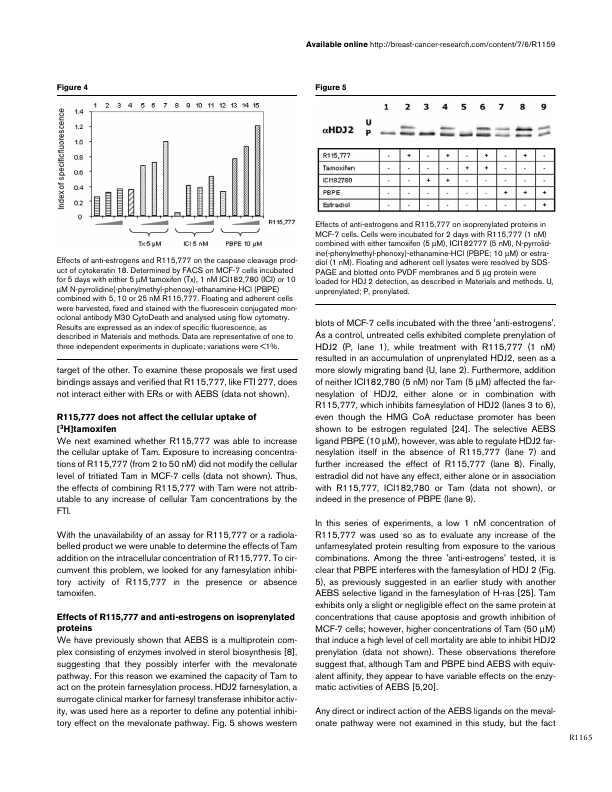 Available online http://breast-cancer-research.com/content/7/6/R1159
Figure 4
1 2 3 4 5 6 7 8 9 10 11 12 13 14 15
Index of specific fluorescence
1.4
1.2
1.0
0.8
0.6
0.4
0.2
0
R115,777
Tx 5 µM ICI 5 nM PBPE 10 µM
Effects of anti-estrogens and R115,777 on the caspase cleavage prod-
uct of cytokeratin 18. Determined by FACS on MCF-7 cells incubated
for 5 days with either 5 µM tamoxifen (Tx), 1 nM ICI182,780 (ICI) or 10
µM N-pyrrolidine(-phenylmethyl-phenoxy)-ethanamine-HCl (PBPE)
combined with 5, 10 or 25 nM R115,777. Floating and adherent cells
were harvested, fixed and stained with the fluorescein conjugated mon-
oclonal antibody M30 CytoDeath and analysed using flow cytometry.
Results are expressed as an index of specific fluorescence, as
described in Materials and methods. Data are representative of one to
three independent experiments in duplicate; variations were <1%.
target of the other. To examine these proposals we first used
bindings assays and verified that R115,777, like FTI 277, does
not interact either with ERs or with AEBS (data not shown).
R115,777 does not affect the cellular uptake of
[³H]tamoxifen
We next examined whether R115,777 was able to increase
the cellular uptake of Tam. Exposure to increasing concentra-
tions of R115,777 (from 2 to 50 nM) did not modify the cellular
level of tritiated Tam in MCF-7 cells (data not shown). Thus,
the effects of combining R115,777 with Tam were not attrib-
utable to any increase of cellular Tam concentrations by the
FTI.
With the unavailability of an assay for R115,777 or a radiola-
belled product we were unable to determine the effects of Tam
addition on the intracellular concentration of R115,777. To cir-
cumvent this problem, we looked for any farnesylation inhibi-
tory activity of R115,777 in the presence or absence
tamoxifen.
Effects of R115,777 and anti-estrogens on isoprenylated
proteins
We have previously shown that AEBS is a multiprotein com-
plex consisting of enzymes involved in sterol biosynthesis [8],
suggesting that they possibly interfer with the mevalonate
pathway. For this reason we examined the capacity of Tam to
act on the protein farnesylation process. HDJ2 farnesylation, a
surrogate clinical marker for farnesyl transferase inhibitor activ-
ity, was used here as a reporter to define any potential inhibi-
tory effect on the mevalonate pathway. Fig. 5 shows western
Figure 5
1 2 3 4 5 6 7 8 9
U
αHDJ2 P
R115,777 - + - + - + - + -
Tamoxifen - - - - + + - - -
ICI182780 - - + + - - - - -
PBPE - - - - - - + + +
Estradiol - - - - - - - - +
Effects of anti-estrogens and R115,777 on isoprenylated proteins in
MCF-7 cells. Cells were incubated for 2 days with R115,777 (1 nM)
combined with either tamoxifen (5 µM), ICI182777 (5 nM), N-pyrrolid-
ine(-phenylmethyl-phenoxy)-ethanamine-HCl (PBPE; 10 µM) or estra-
diol (1 nM). Floating and adherent cell lysates were resolved by SDS-
PAGE and blotted onto PVDF membranes and 5 µg protein were
loaded for HDJ 2 detection, as described in Materials and methods. U,
unprenylated; P, prenylated.
blots of MCF-7 cells incubated with the three 'anti-estrogens'.
As a control, untreated cells exhibited complete prenylation of
HDJ2 (P, lane 1), while treatment with R115,777 (1 nM)
resulted in an accumulation of unprenylated HDJ2, seen as a
more slowly migrating band (U, lane 2). Furthermore, addition
of neither ICI182,780 (5 nM) nor Tam (5 µM) affected the far-
nesylation of HDJ2, either alone or in combination with
R115,777, which inhibits farnesylation of HDJ2 (lanes 3 to 6),
even though the HMG CoA reductase promoter has been
shown to be estrogen regulated [24]. The selective AEBS
ligand PBPE (10 µM), however, was able to regulate HDJ2 far-
nesylation itself in the absence of R115,777 (lane 7) and
further increased the effect of R115,777 (lane 8). Finally,
estradiol did not have any effect, either alone or in association
with R115,777, ICI182,780 or Tam (data not shown), or
indeed in the presence of PBPE (lane 9).
In this series of experiments, a low 1 nM concentration of
R115,777 was used so as to evaluate any increase of the
unfarnesylated protein resulting from exposure to the various
combinations. Among the three 'anti-estrogens' tested, it is
clear that PBPE interferes with the farnesylation of HDJ 2 (Fig.
5), as previously suggested in an earlier study with another
AEBS selective ligand in the farnesylation of H-ras [25]. Tam
exhibits only a slight or negligible effect on the same protein at
concentrations that cause apoptosis and growth inhibition of
MCF-7 cells; however, higher concentrations of Tam (50 µM)
that induce a high level of cell mortality are able to inhibit HDJ2
prenylation (data not shown). These observations therefore
suggest that, although Tam and PBPE bind AEBS with equiv-
alent affinity, they appear to have variable effects on the enzy-
matic activities of AEBS [5,20].
Any direct or indirect action of the AEBS ligands on the meval-
onate pathway were not examined in this study, but the fact
R1165